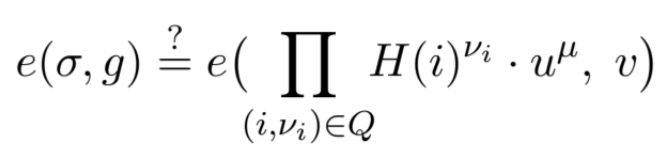 e(σ, g) ≟ e( ∏_{(i,ν_i)∈Q} H(i)^{ν_i} · u^μ, v)